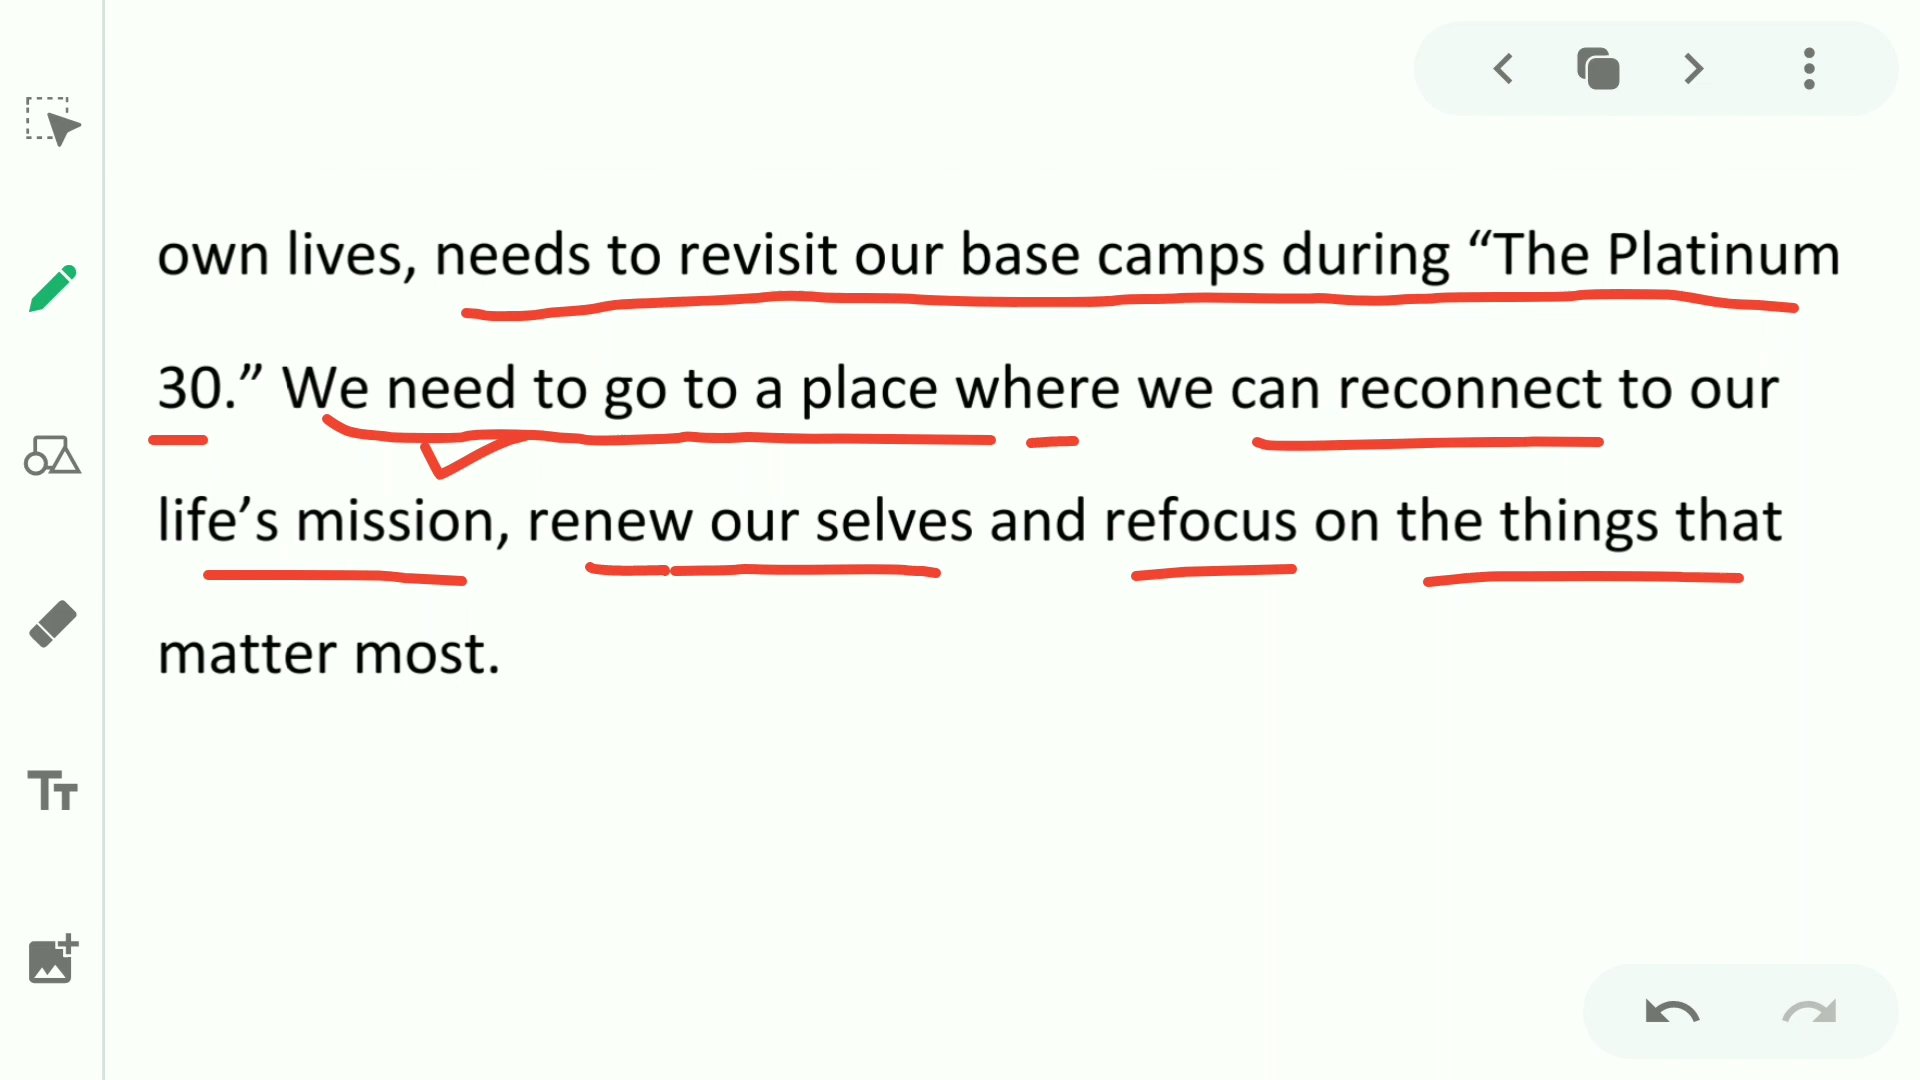 own lives, needs to revisit our base camps during “The Platinum
30.” We need to go to a place where we can reconnect to our
life’s mission, renew our selves and refocus on the things that
matter most.